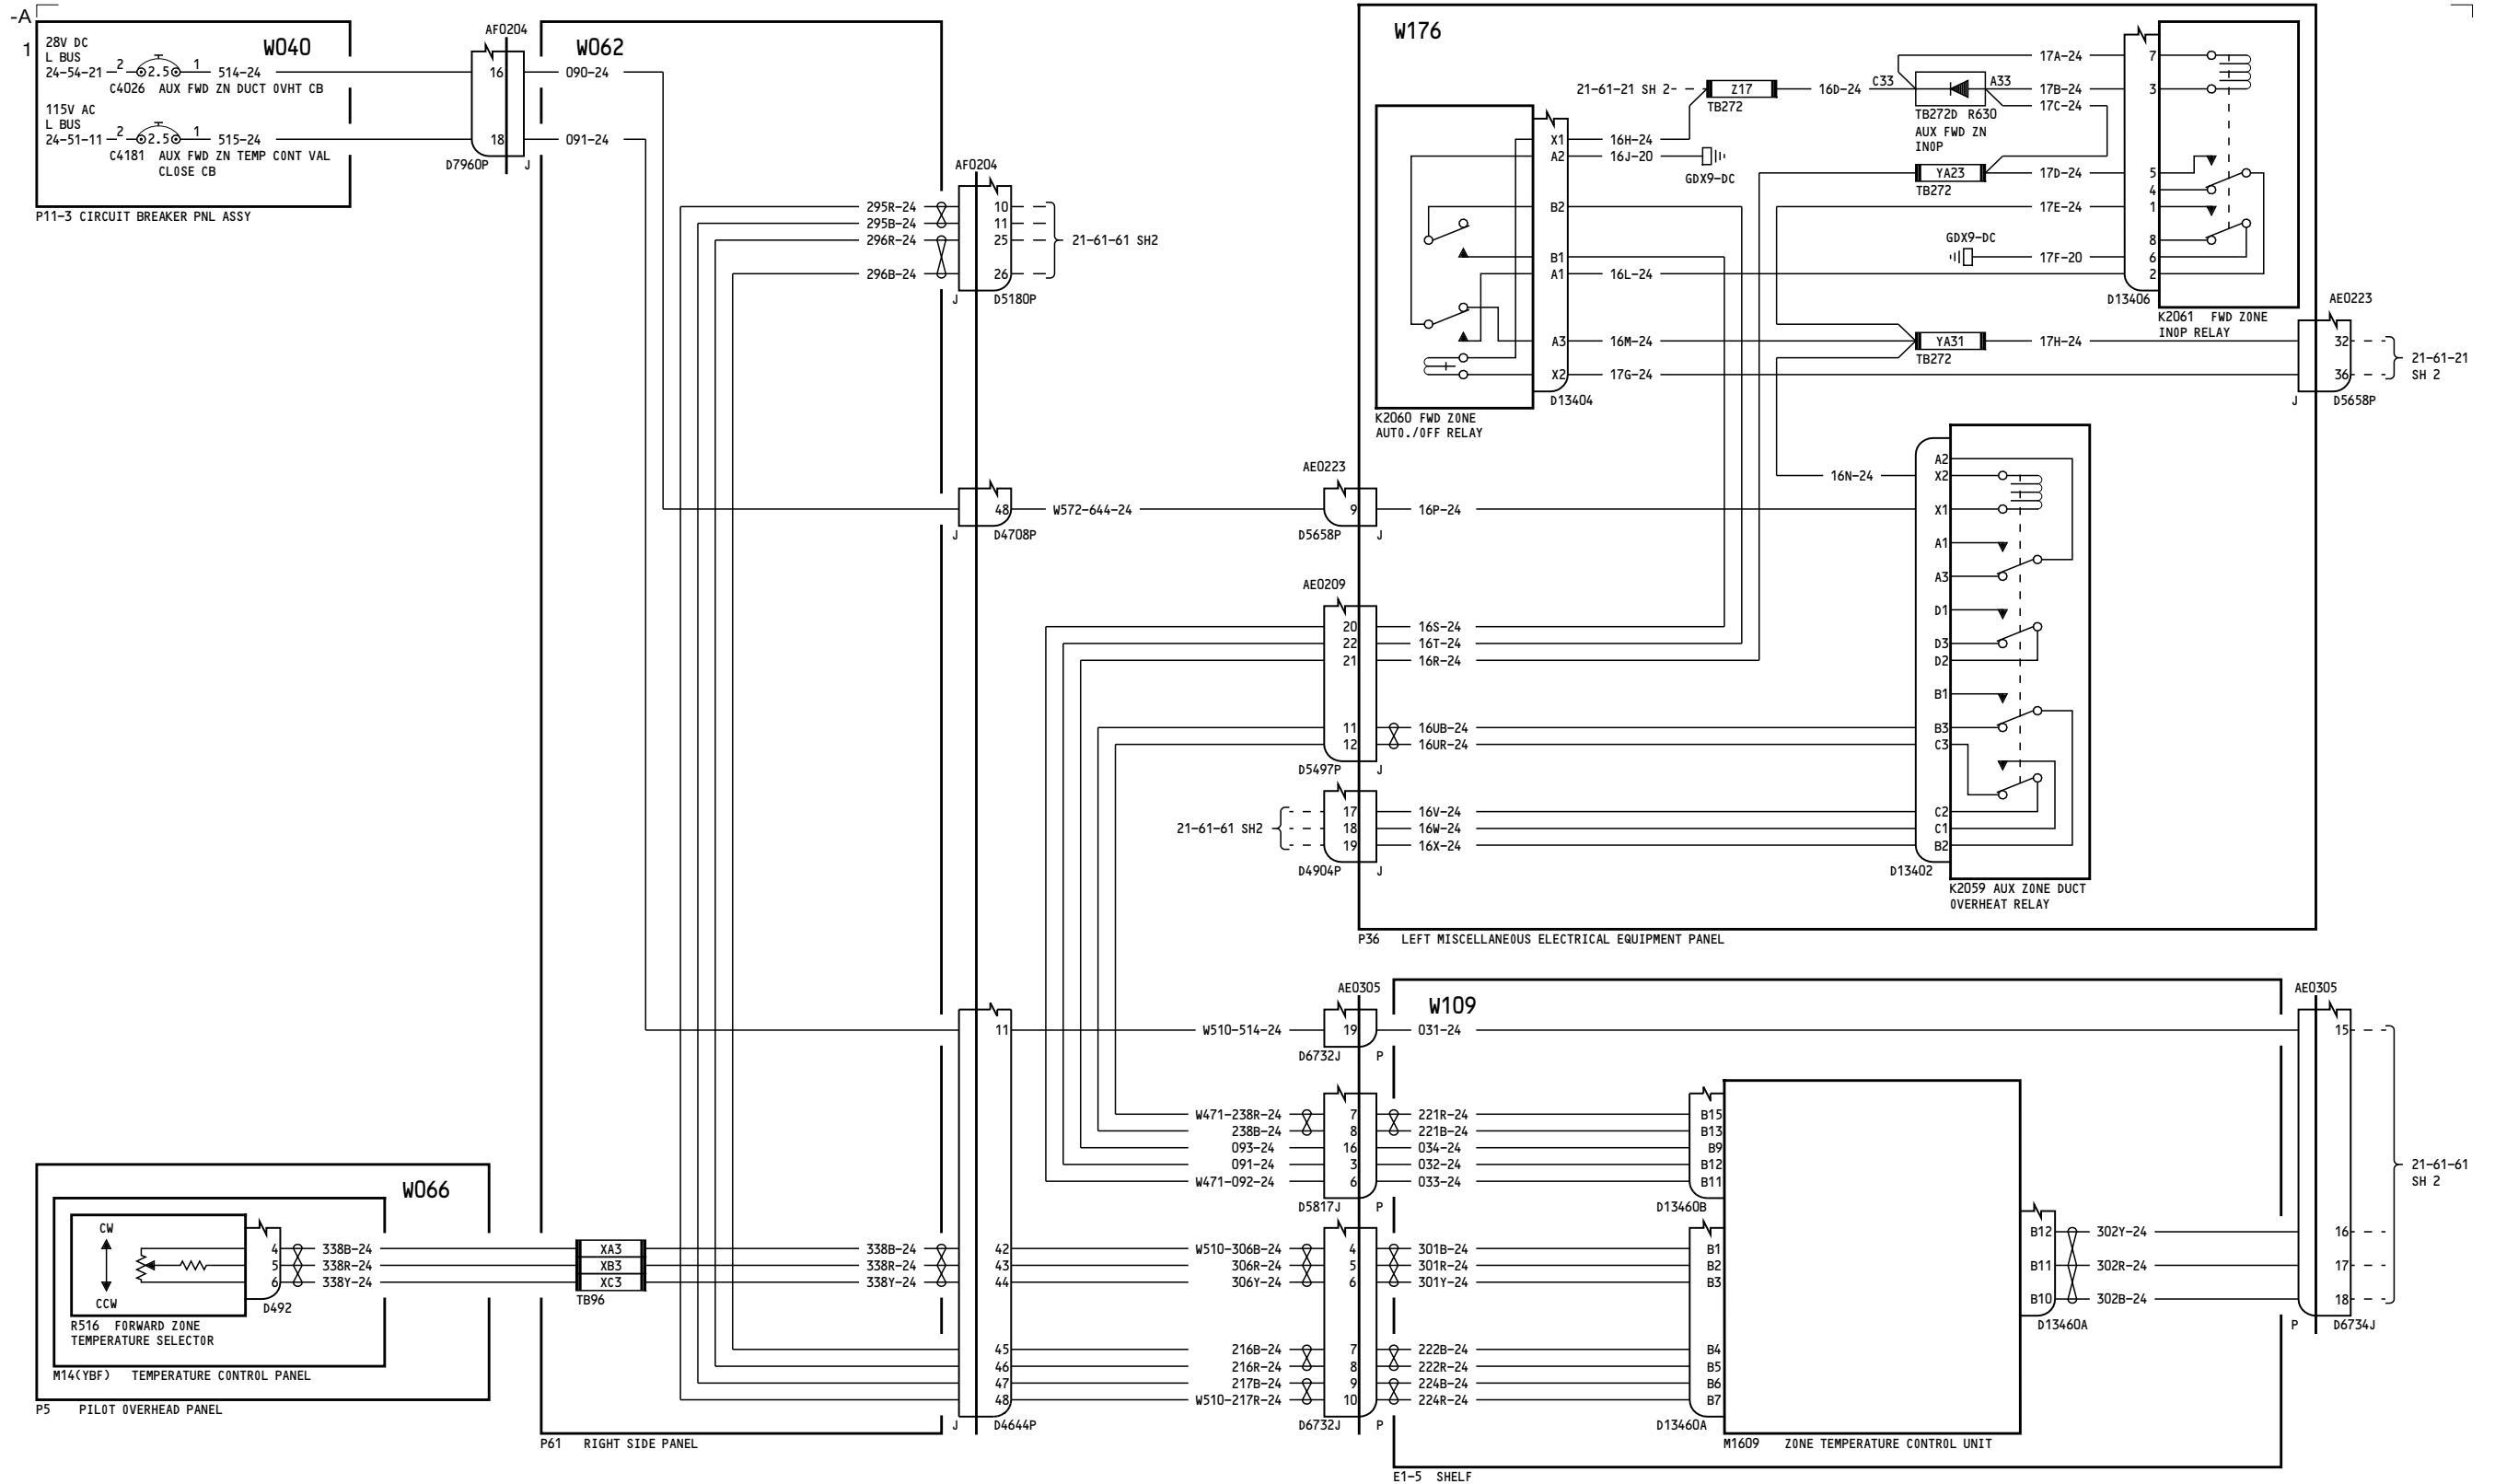 -A
1
28V DC
L BUS
24-54-21
2
2.5
1
514-24
C4026 AUX FWD ZN DUCT OVHT CB
115V AC
L BUS
24-51-11
2
2.5
1
515-24
C4181 AUX FWD ZN TEMP CONT VAL
CLOSE CB
W040
P11-3 CIRCUIT BREAKER PNL ASSY
AF0204
16
18
D7960P
J
W062
090-24
091-24
295R-24
295B-24
296R-24
296B-24
AF0204
10
11
25
26
J
D5180P
21-61-61 SH2
48
J
D4708P
W572-644-24
AE0223
9
D5658P
J
16P-24
AE0209
20
22
21
11
12
D5497P
J
16S-24
16T-24
16R-24
16UB-24
16UR-24
21-61-61 SH2
17
18
19
D4904P
J
16V-24
16W-24
16X-24
W176
21-61-21 SH 2
Z17
TB272
16D-24
C33
A33
TB272D R630
AUX FWD ZN
INOP
17A-24
17B-24
17C-24
YA23
TB272
17D-24
17E-24
GDX9-DC
17F-20
7
3
5
4
1
8
6
2
D13406
K2061 FWD ZONE
INOP RELAY
X1
A2
B2
B1
A1
A3
X2
16H-24
16J-20
GDX9-DC
16L-24
16M-24
17G-24
D13404
K2060 FWD ZONE
AUTO./OFF RELAY
YA31
TB272
17H-24
AE0223
32
36
J
D5658P
21-61-21
SH 2
16N-24
A2
X2
X1
A1
A3
D1
D3
D2
B1
B3
C3
C2
C1
B2
D13402
K2059 AUX ZONE DUCT
OVERHEAT RELAY
P36 LEFT MISCELLANEOUS ELECTRICAL EQUIPMENT PANEL
11
W510-514-24
AE0305
19
D6732J
P
W109
031-24
AE0305
15
16
17
18
P
D6734J
21-61-61
SH 2
W471-238R-24
238B-24
093-24
091-24
W471-092-24
7
8
16
3
6
D5817J
P
221R-24
221B-24
034-24
032-24
033-24
B15
B13
B9
B12
B11
D13460B
W066
CW
CCW
4
5
6
D492
338B-24
338R-24
338Y-24
R516 FORWARD ZONE
TEMPERATURE SELECTOR
M14(YBF) TEMPERATURE CONTROL PANEL
P5 PILOT OVERHEAD PANEL
XA3
XB3
XC3
TB96
338B-24
338R-24
338Y-24
42
43
44
45
46
47
48
J
D4644P
P61 RIGHT SIDE PANEL
W510-306B-24
306R-24
306Y-24
216B-24
216R-24
217B-24
W510-217R-24
4
5
6
7
8
9
10
D6732J
P
301B-24
301R-24
301Y-24
222B-24
222R-24
224B-24
224R-24
B1
B2
B3
B4
B5
B6
B7
D13460A
B12
B11
B10
D13460A
302Y-24
302R-24
302B-24
M1609 ZONE TEMPERATURE CONTROL UNIT
E1-5 SHELF